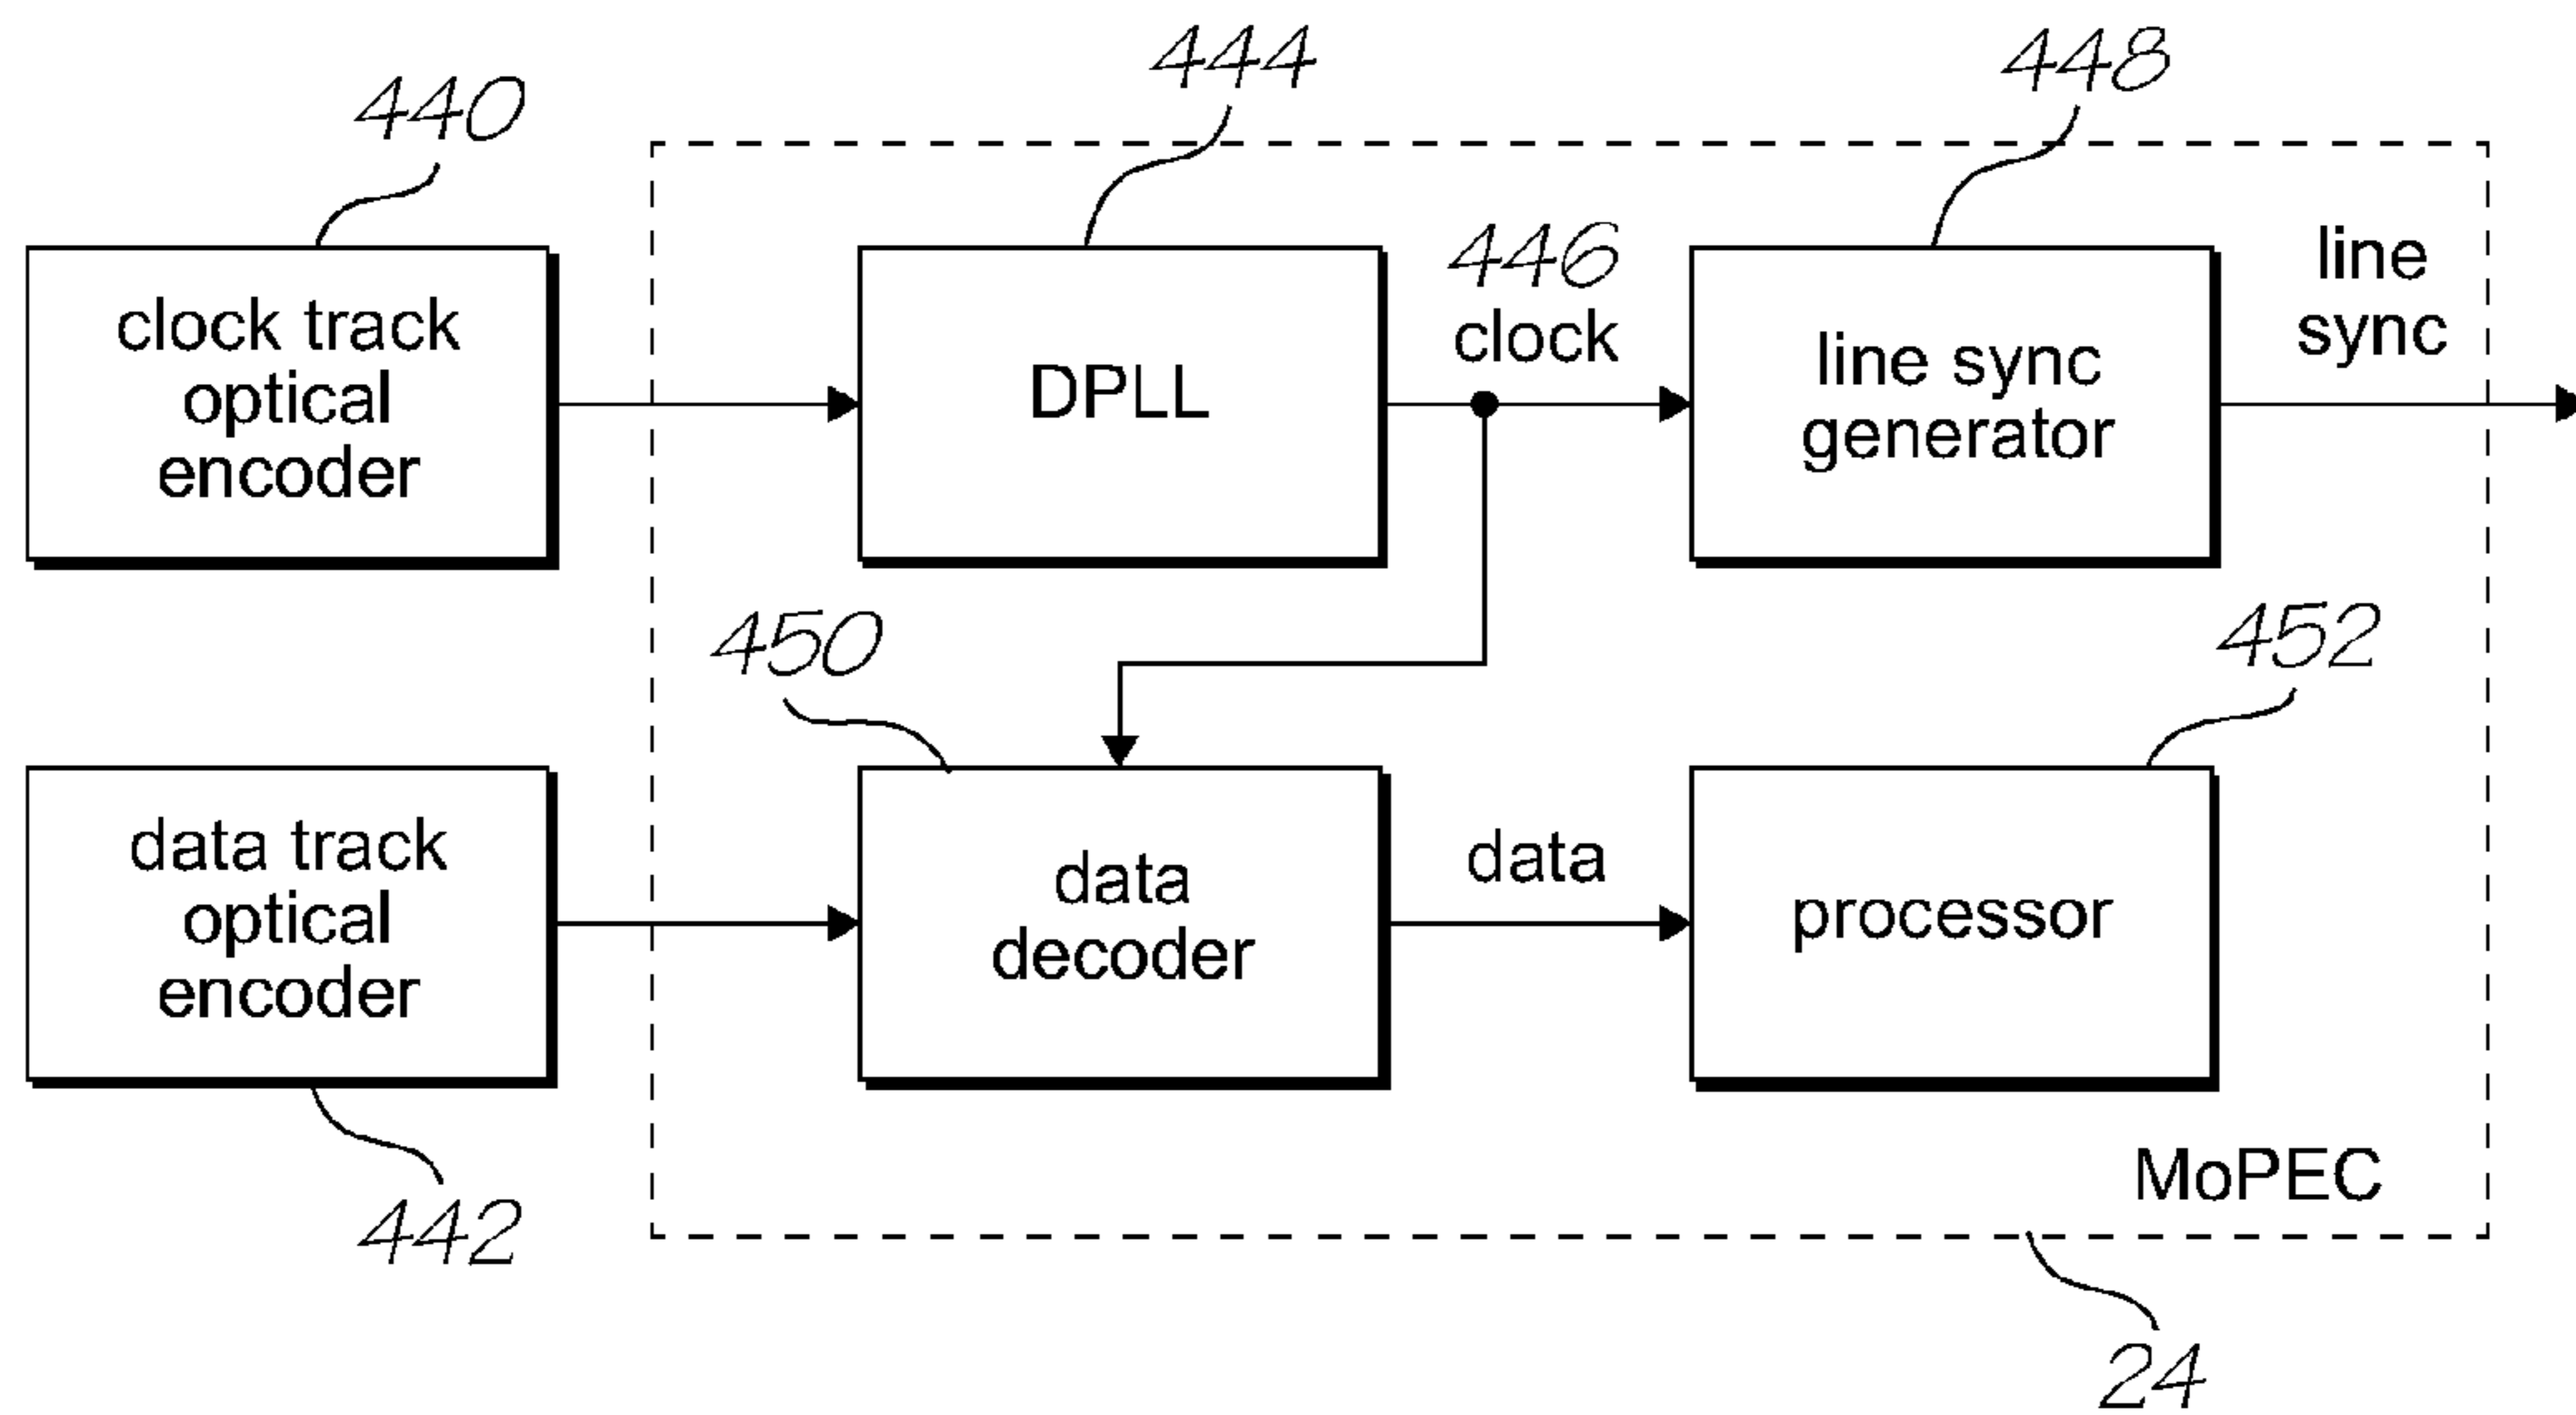 444
448
440
446
clock
line
sync
clock track
optical
encoder
DPLL
line sync
generator
450
452
data track
optical
encoder
data
decoder
data
processor
MoPEC
442
24